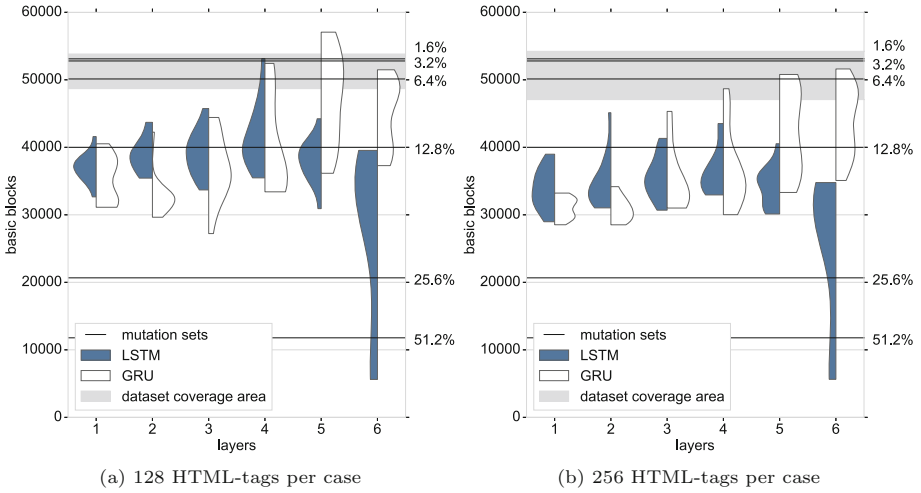 60000
50000
40000
30000
20000
10000
0
basic blocks
1.6%
3.2%
6.4%
12.8%
25.6%
51.2%
mutation sets
LSTM
GRU
dataset coverage area
1 2 3 4 5 6
layers
(a) 128 HTML-tags per case
60000
50000
40000
30000
20000
10000
0
basic blocks
1.6%
3.2%
6.4%
12.8%
25.6%
51.2%
mutation sets
LSTM
GRU
dataset coverage area
1 2 3 4 5 6
layers
(b) 256 HTML-tags per case